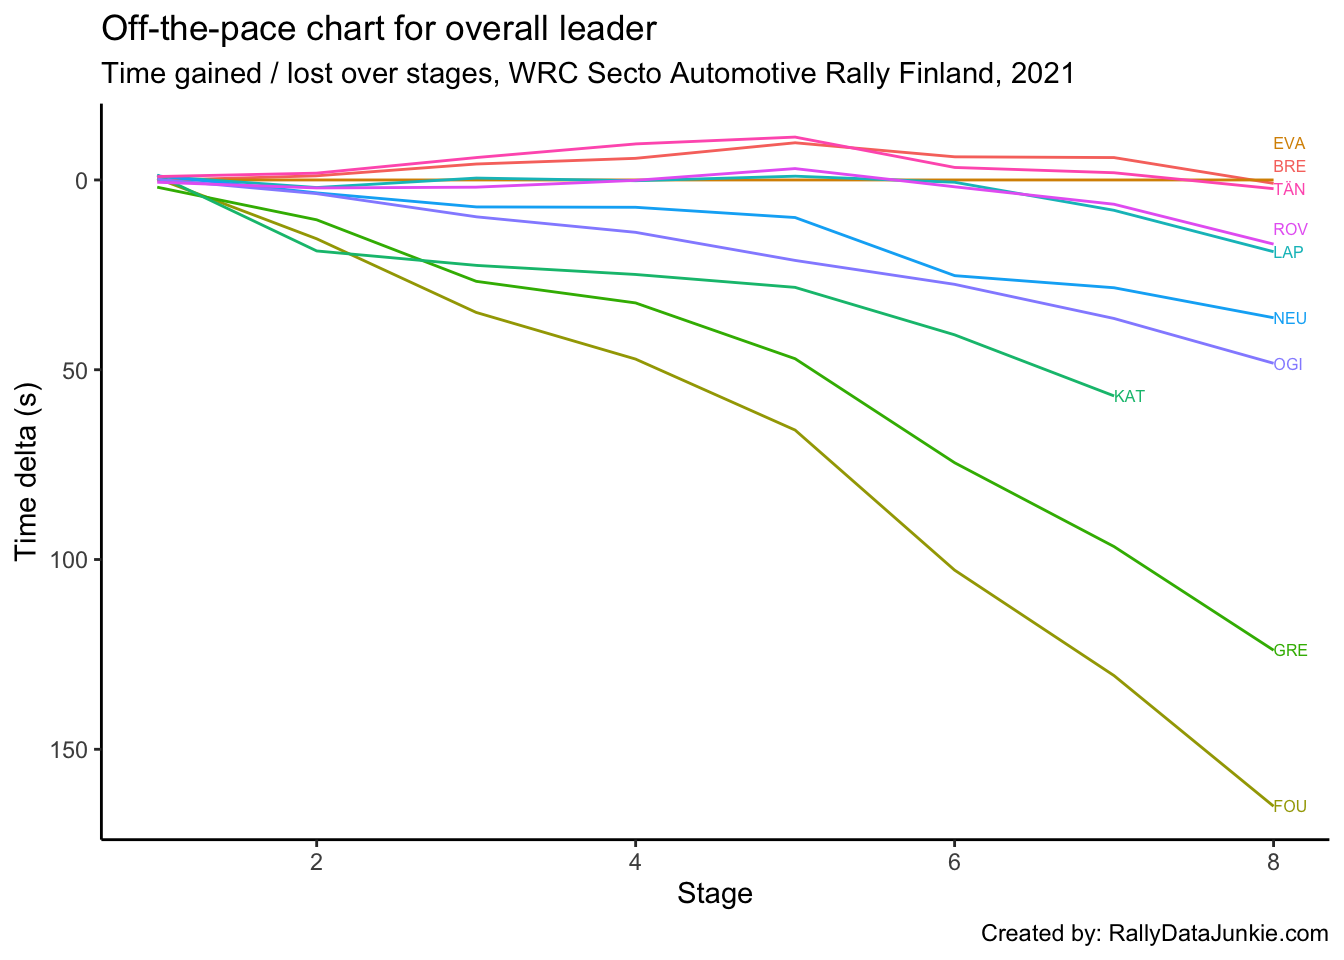 Off-the-pace chart for overall leader
Time gained / lost over stages, WRC Secto Automotive Rally Finland, 2021
EVA
BRE
TÄN
ROV
LAP
NEU
OGI
KAT
GRE
FOU
0
50
100
150
Time delta (s)
2 4 6 8
Stage
Created by: RallyDataJunkie.com